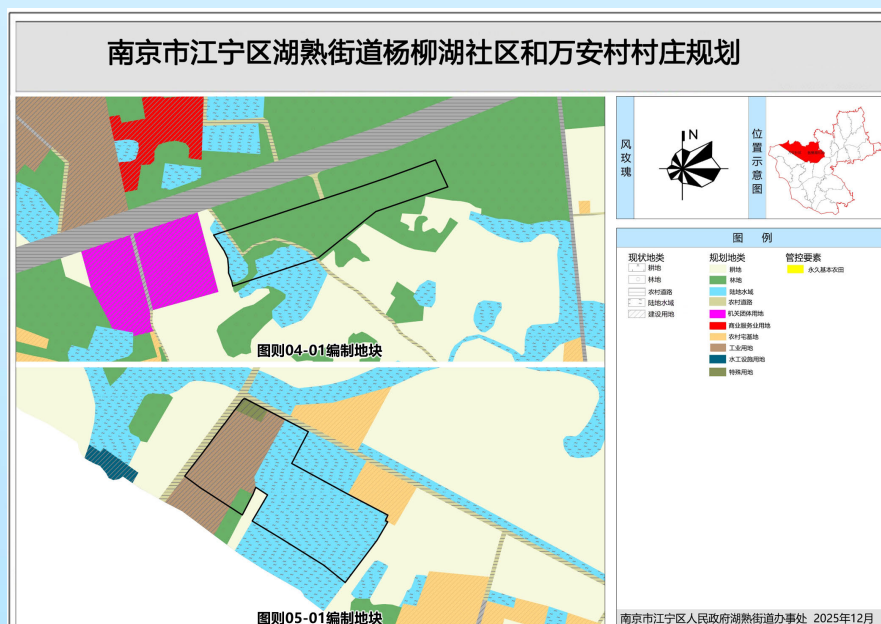 南京市江宁区湖熟街道杨柳湖社区和万安村村庄规划
风玫瑰
N
位置示意图
图则04-01编制地块
图 例
现状地类
耕地
林地
农村道路
陆地水域
建设用地
规划地类
耕地
林地
陆地水域
农村道路
机关团体用地
商业服务业用地
农村宅基地
工业用地
水工设施用地
特殊用地
管控要素
永久基本农田
图则05-01编制地块
南京市江宁区人民政府湖熟街道办事处 2025年12月